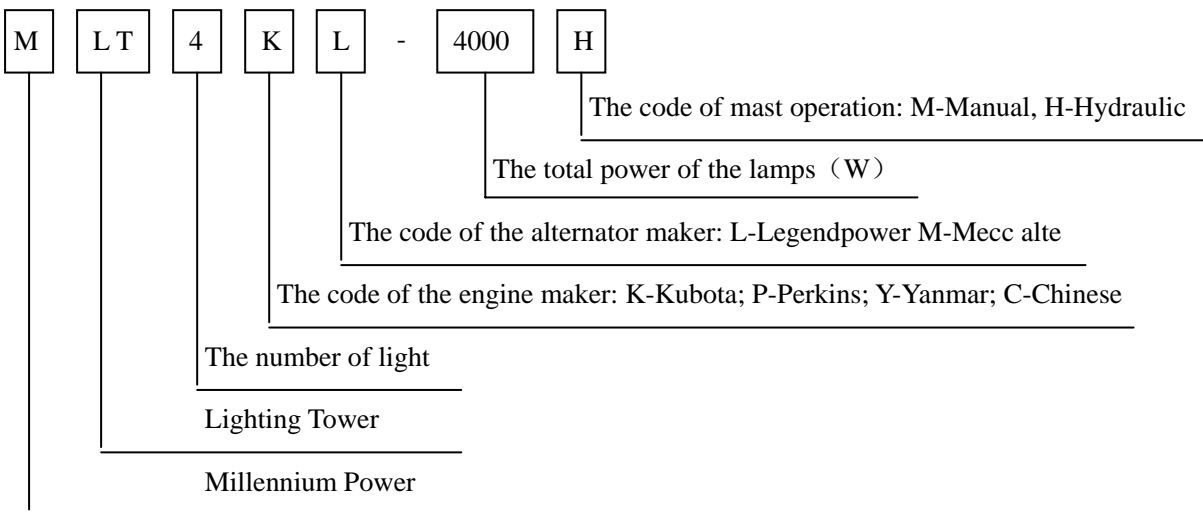 M L T 4 K L - 4000 H
The code of mast operation: M-Manual, H-Hydraulic
The total power of the lamps（W）
The code of the alternator maker: L-Legendpower M-Mecc alte
The code of the engine maker: K-Kubota; P-Perkins; Y-Yanmar; C-Chinese
The number of light
Lighting Tower
Millennium Power